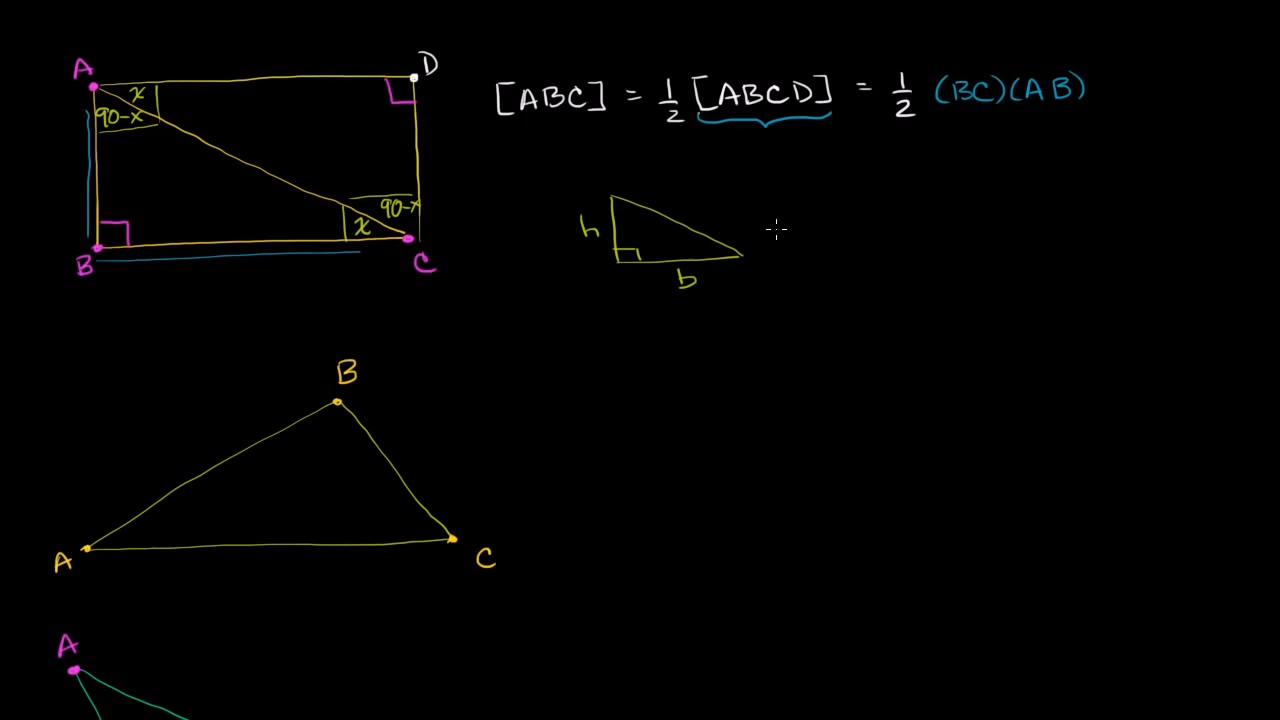 A
D
x
90-x
[ABC] = 1/2 [ABCD] = 1/2 (BC)(AB)
90-x
x
B
C
h
b
B
A
C
A